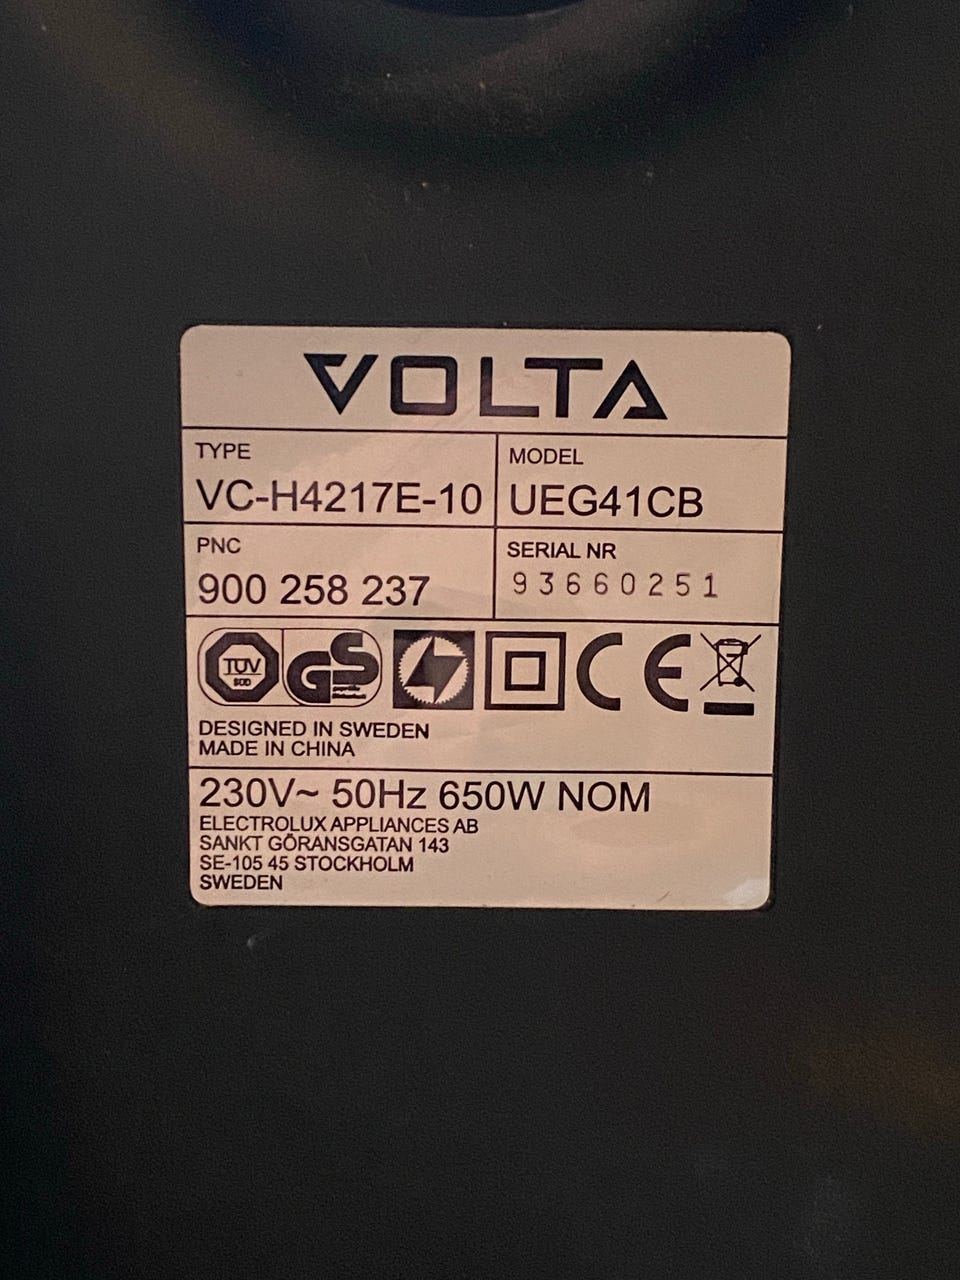 VOLTA
TYPE
VC-H4217E-10
MODEL
UEG41CB
PNC
900 258 237
SERIAL NR
93660251
TÜV
SÜD
GS
CE
DESIGNED IN SWEDEN
MADE IN CHINA
230V~ 50Hz 650W NOM
ELECTROLUX APPLIANCES AB
SANKT GÖRANSGATAN 143
SE-105 45 STOCKHOLM
SWEDEN